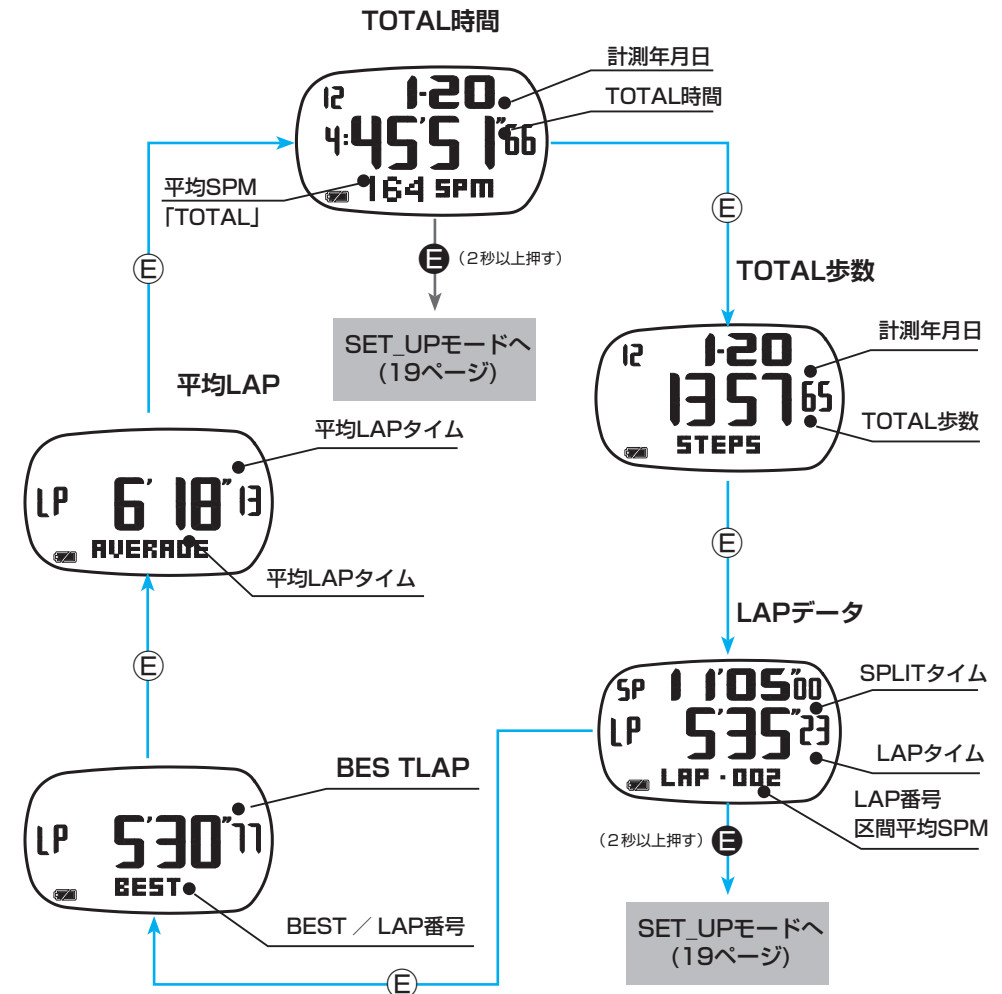 TOTAL時間
12 1-20
4:45'51"66
164 SPM
計測年月日
TOTAL時間
平均SPM
「TOTAL」
E
E (2秒以上押す)
E
SET_UPモードへ
(19ページ)
TOTAL歩数
12 1-20
135765
STEPS
計測年月日
TOTAL歩数
平均LAP
LP 6'18"13
AVERAGE
平均LAPタイム
平均LAPタイム
E
LAPデータ
SP 11'05"00
LP 5'35"23
LAP - 002
SPLITタイム
LAPタイム
LAP番号
区間平均SPM
E
BES TLAP
LP 5'30"11
BEST
BEST / LAP番号
(2秒以上押す) E
SET_UPモードへ
(19ページ)
E